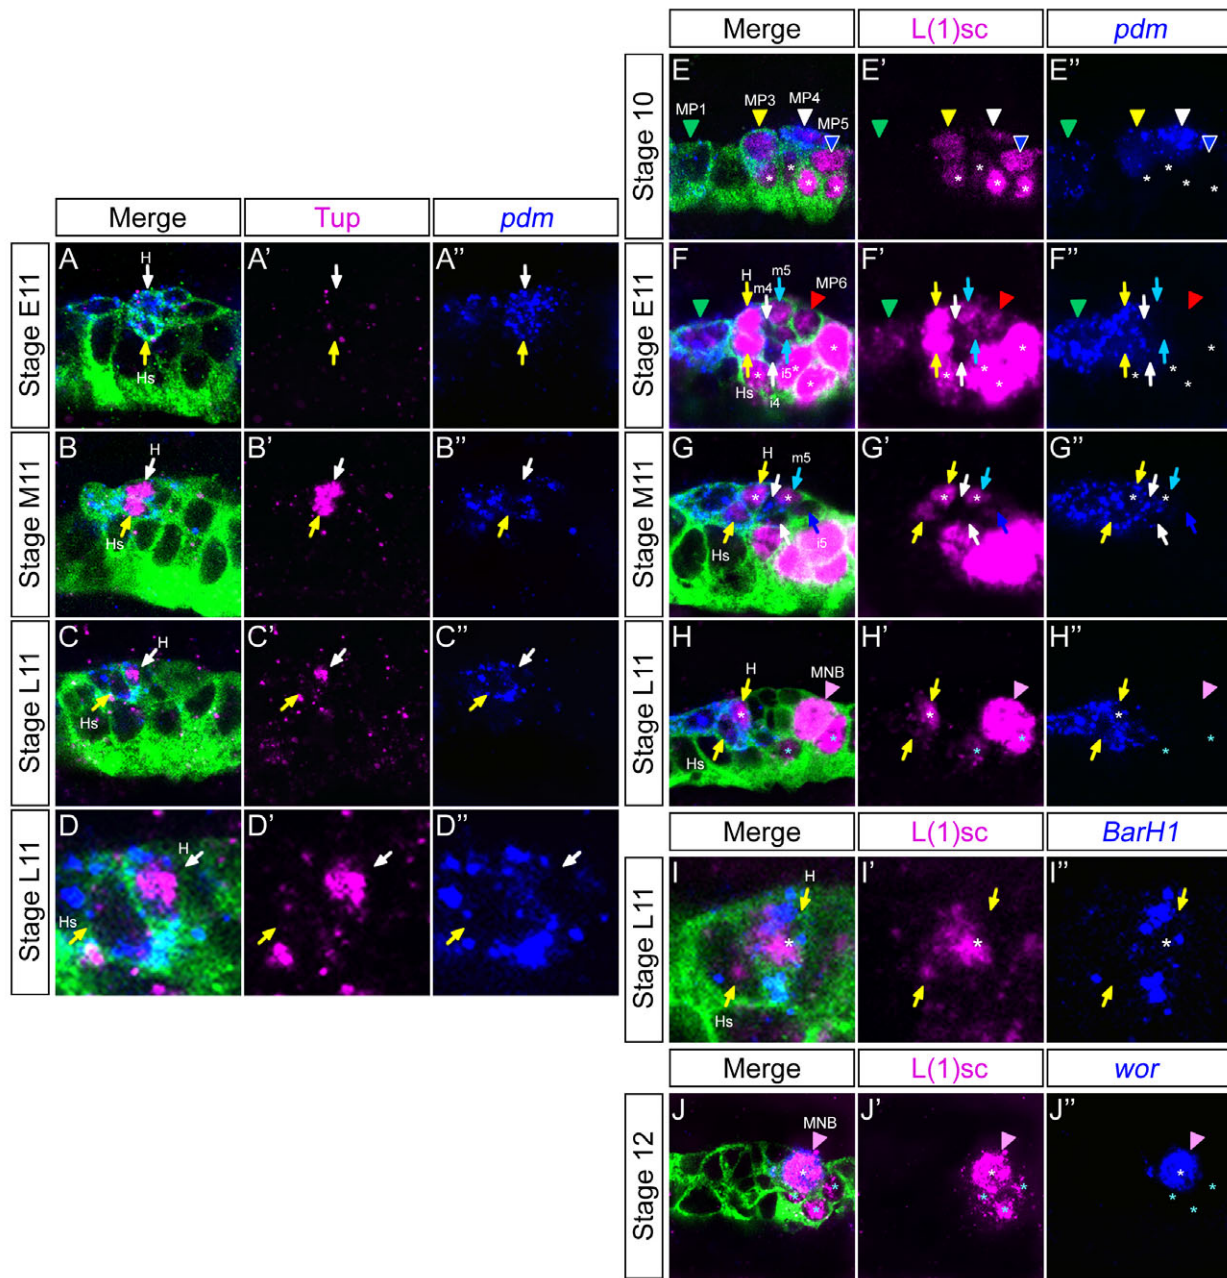 Merge Tup pdm
Stage E11
A H Hs A' A''
Stage M11
B H Hs B' B''
Stage L11
C H Hs C' C''
Stage L11
D H Hs D' D''
Merge L(1)sc pdm
Stage 10
E MP1 MP3 MP4 MP5 * * * * E' * * * * E'' * * * *
Stage E11
F H m4 m5 MP6 Hs i4 i5 * * * * F' * * * * F'' * * * *
Stage M11
G H m5 Hs i5 * * G' * * G'' * *
Stage L11
H H MNB Hs * * * H' * * * H'' * * *
Merge L(1)sc BarH1
Stage L11
I H Hs * I' * I'' *
Merge L(1)sc wor
Stage 12
J MNB * * * * J' * * * * J'' * * * *